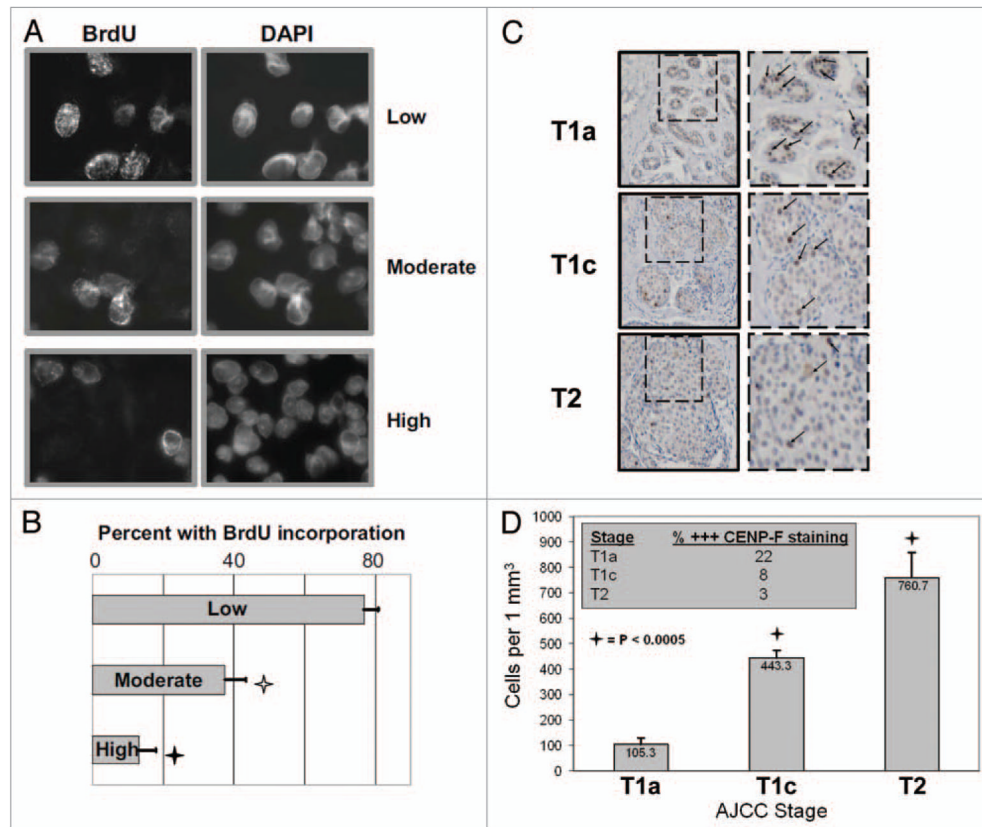 A
BrdU DAPI
Low
Moderate
High
B
Percent with BrdU incorporation
0 40 80
Low
Moderate
High
C
T1a
T1c
T2
D
1000
900
800
700
600
500
400
300
200
100
0
Cells per 1 mm³
Stage % +++ CENP-F staining
T1a 22
T1c 8
T2 3
= P < 0.0005
105.3
443.3
760.7
T1a T1c T2
AJCC Stage